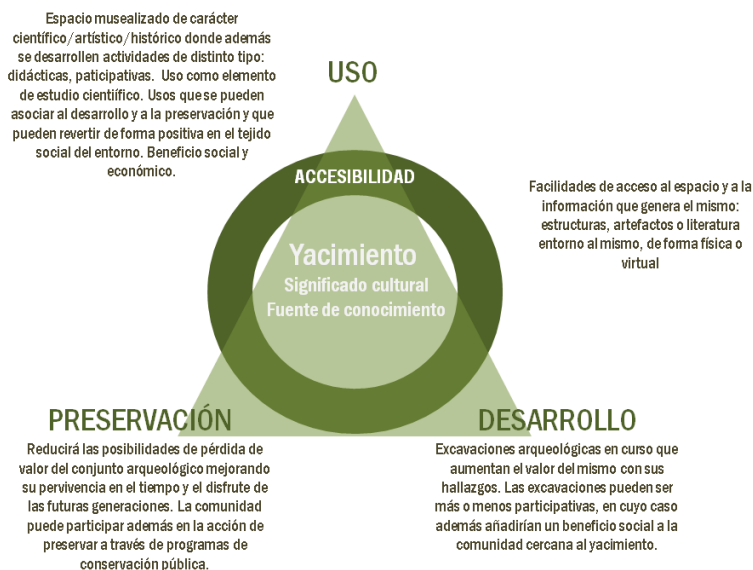 Espacio musealizado de carácter
científico/artístico/histórico donde además
se desarrollen actividades de distinto tipo:
didácticas, paticipativas. Uso como elemento
de estudio cientiífico. Usos que se pueden
asociar al desarrollo y a la preservación y que
pueden revertir de forma positiva en el tejido
social del entorno. Beneficio social y
económico.
USO
ACCESIBILIDAD
Facilidades de acceso al espacio y a la
información que genera el mismo:
estructuras, artefactos o literatura
entorno al mismo, de forma física o
virtual
Yacimiento
Significado cultural
Fuente de conocimiento
PRESERVACIÓN
Reducirá las posibilidades de pérdida de
valor del conjunto arqueológico mejorando
su pervivencia en el tiempo y el disfrute de
las futuras generaciones. La comunidad
puede participar además en la acción de
preservar a través de programas de
conservación pública.
DESARROLLO
Excavaciones arqueológicas en curso que
aumentan el valor del mismo con sus
hallazgos. Las excavaciones pueden ser
más o menos participativas, en cuyo caso
además añadirían un beneficio social a la
comunidad cercana al yacimiento.